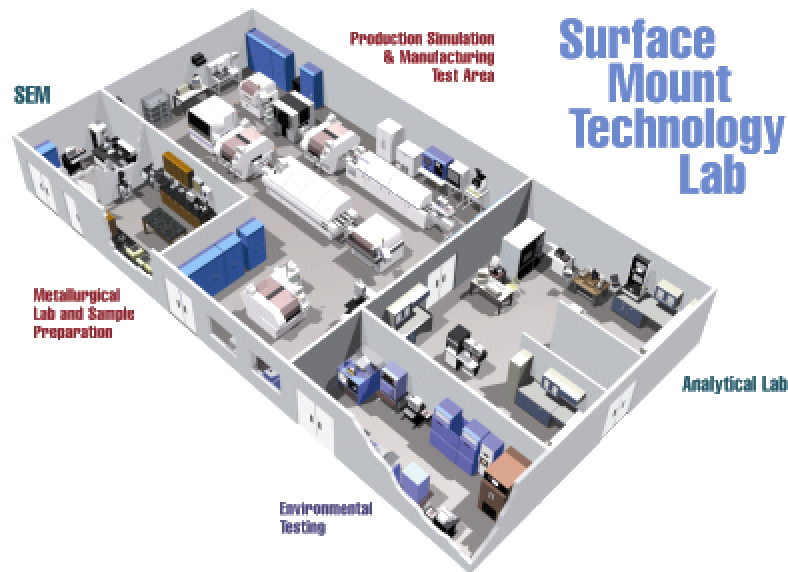 Production Simulation
& Manufacturing
Test Area
Surface
Mount
Technology
Lab
SEM
Metallurgical
Lab and Sample
Preparation
Analytical Lab
Environmental
Testing